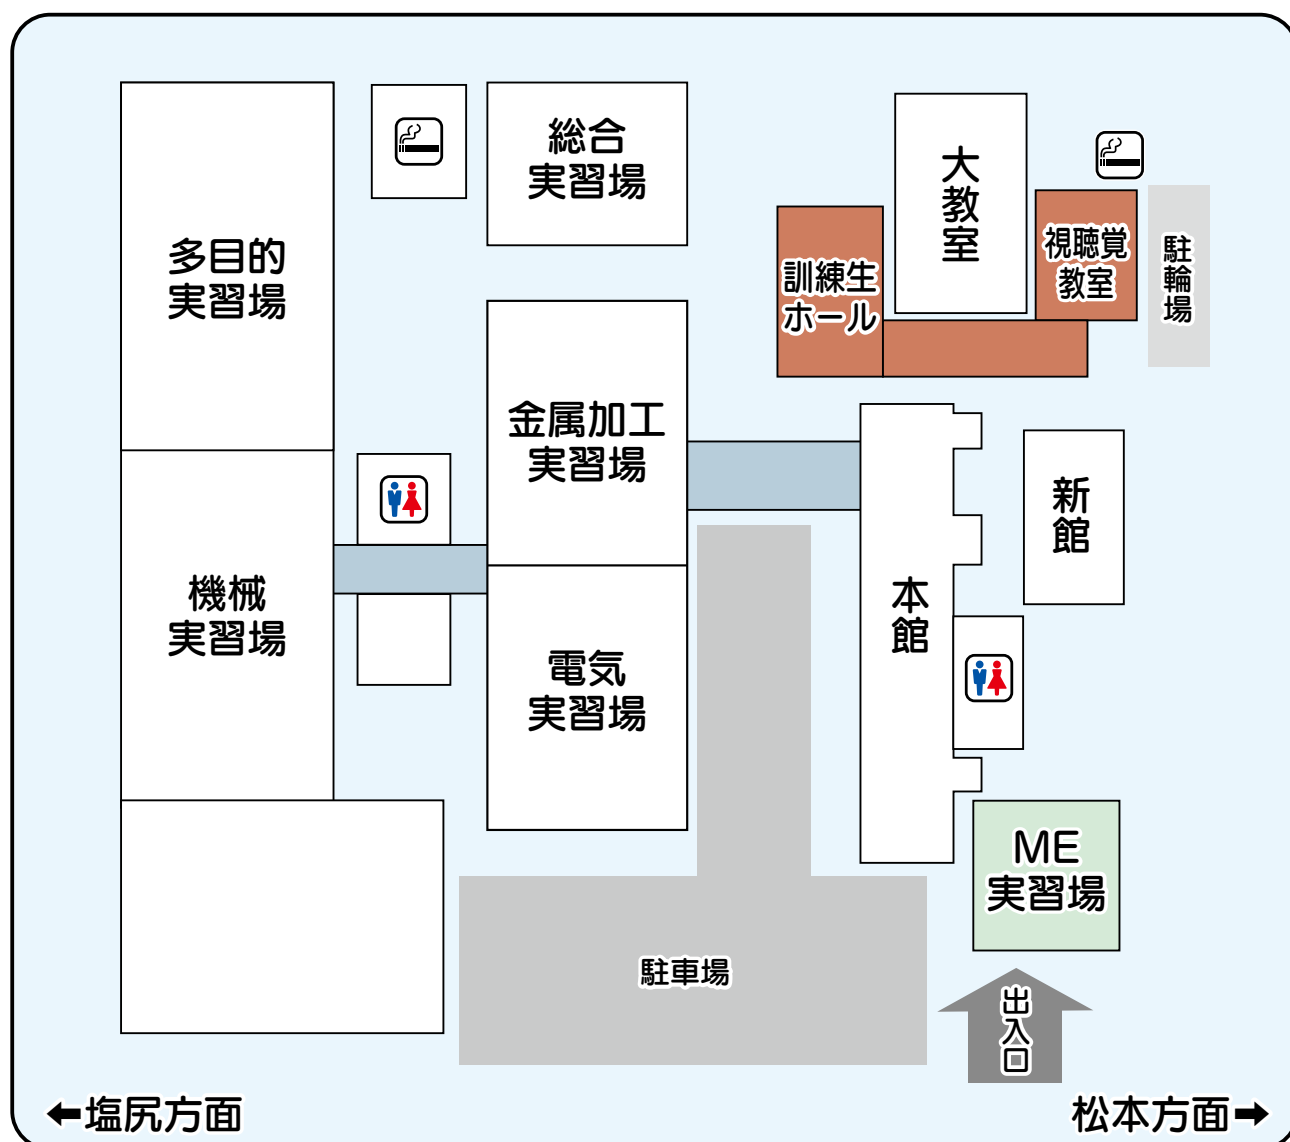 総合
実習場
大
教
室
多目的
実習場
訓練生
ホール
視聴覚
教室
駐
輪
場
金属加工
実習場
新
館
機械
実習場
本
館
電気
実習場
ME
実習場
駐車場
出
入
口
←塩尻方面
松本方面→